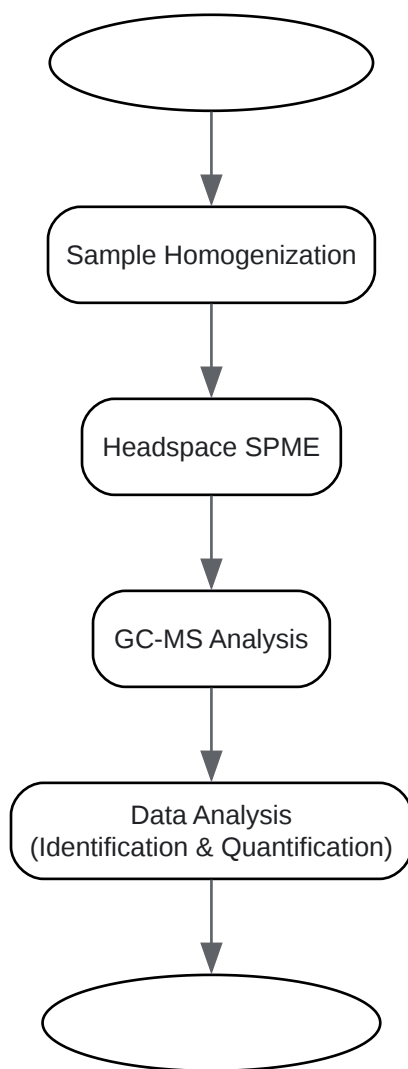 Sample Homogenization
Headspace SPME
GC-MS Analysis
Data Analysis
(Identification & Quantification)